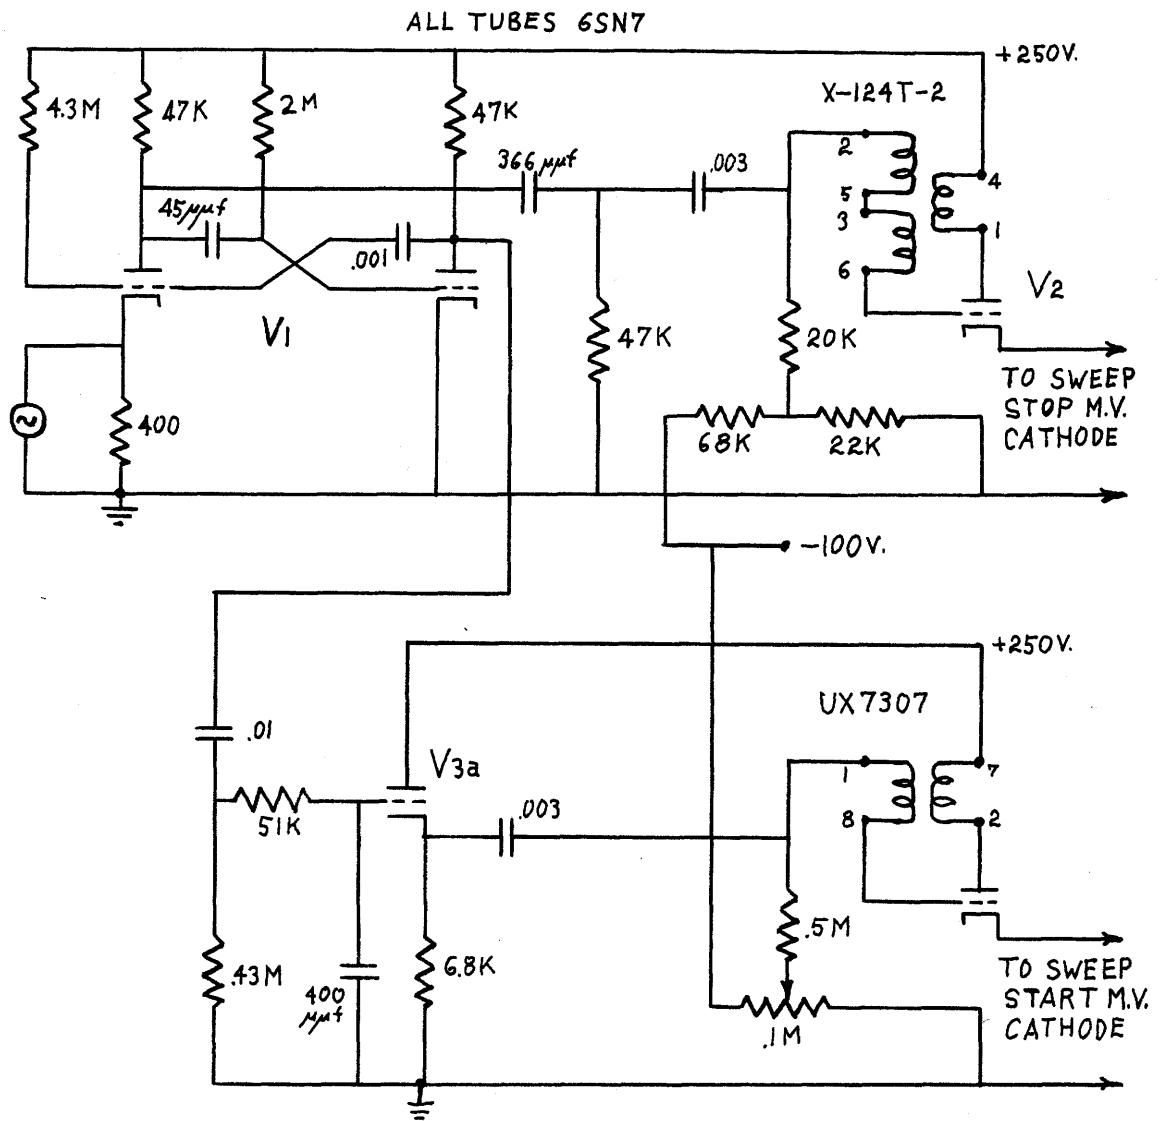 ALL TUBES 6SN7
+250V.
4.3M
47K
2M
47K
X-124T-2
366μμf
.003
2
4
45μμf
5
3
1
.001
6
V2
V1
47K
20K
TO SWEEP
STOP M.V.
CATHODE
400
68K
22K
-100V.
+250V.
UX7307
.01
V3a
1
7
51K
.003
8
2
.5M
.43M
400
μμf
6.8K
TO SWEEP
START M.V.
CATHODE
.1M